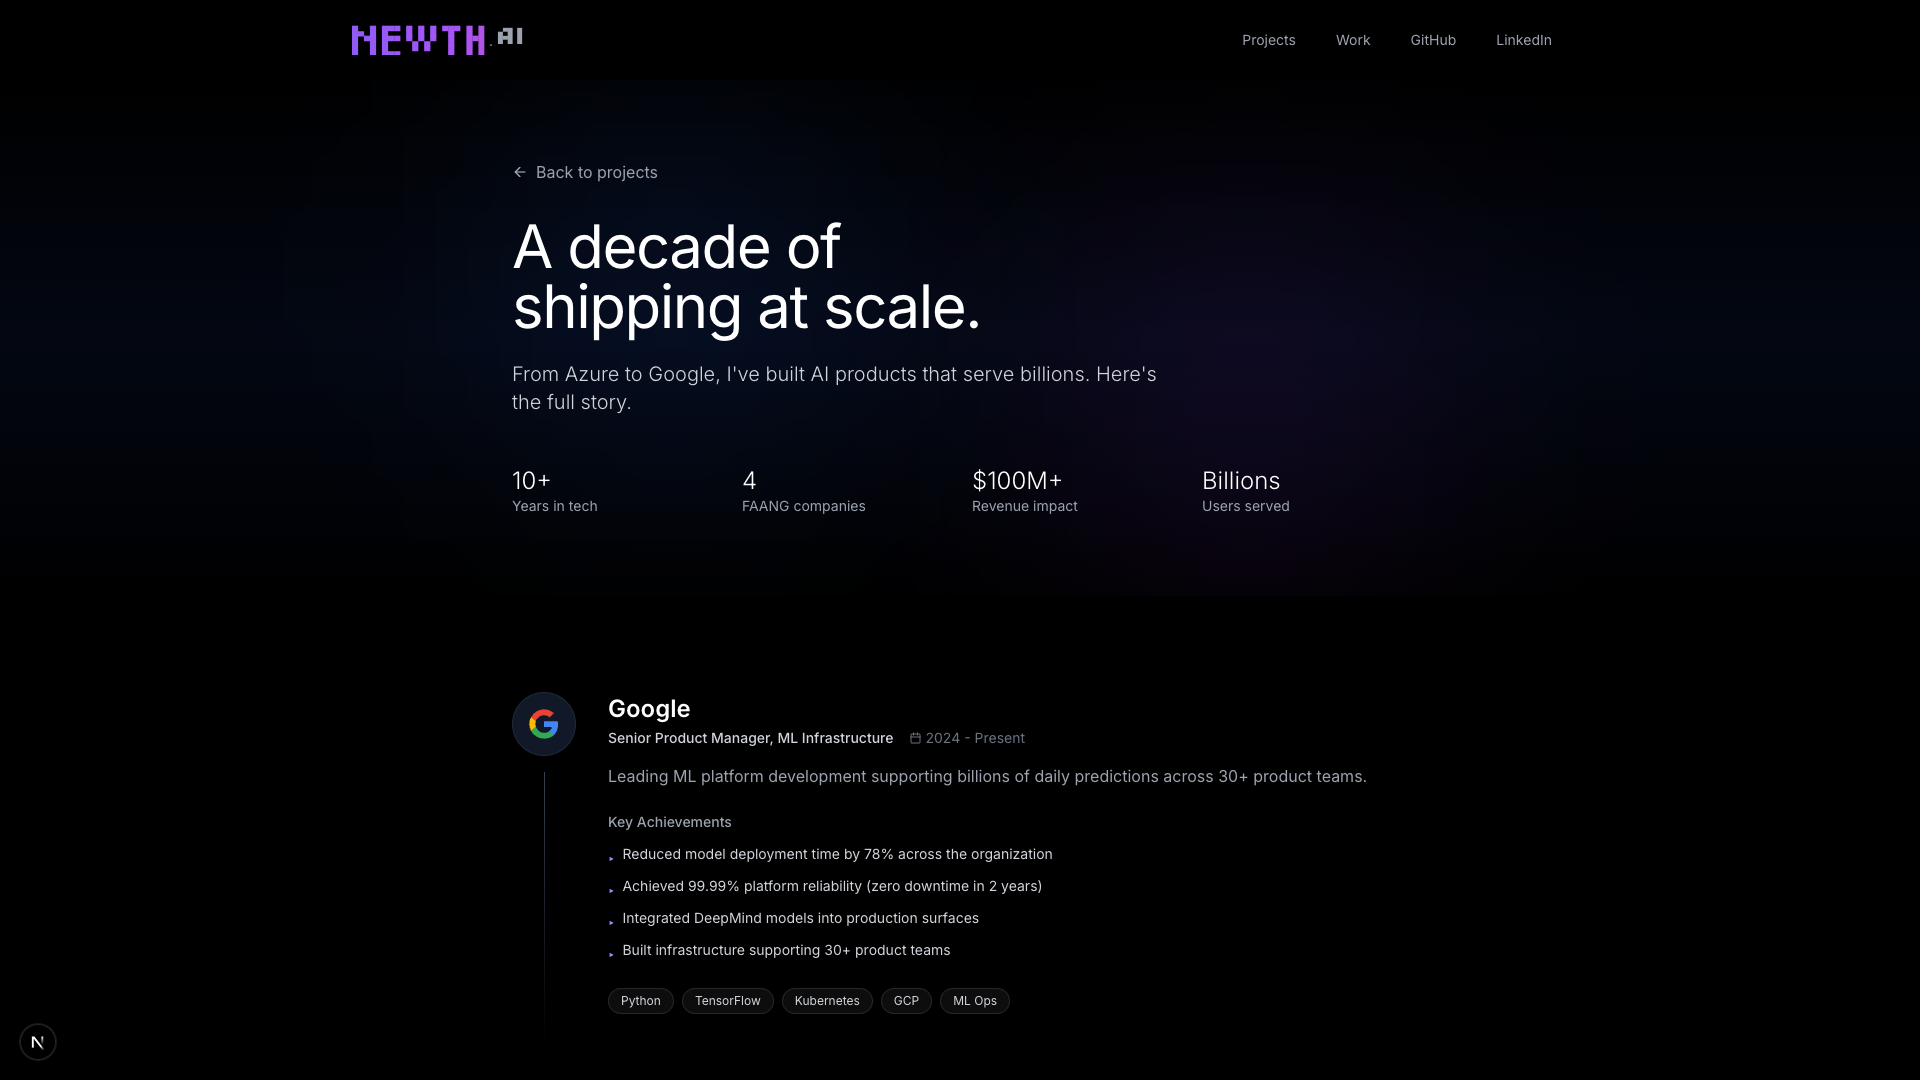 NEWTH.AI
Projects
Work
GitHub
LinkedIn
Back to projects
A decade of
shipping at scale.
From Azure to Google, I've built AI products that serve billions. Here's
the full story.
10+
Years in tech
4
FAANG companies
$100M+
Revenue impact
Billions
Users served
Google
Senior Product Manager, ML Infrastructure
2024 - Present
Leading ML platform development supporting billions of daily predictions across 30+ product teams.
Key Achievements
Reduced model deployment time by 78% across the organization
Achieved 99.99% platform reliability (zero downtime in 2 years)
Integrated DeepMind models into production surfaces
Built infrastructure supporting 30+ product teams
Python
TensorFlow
Kubernetes
GCP
ML Ops
N